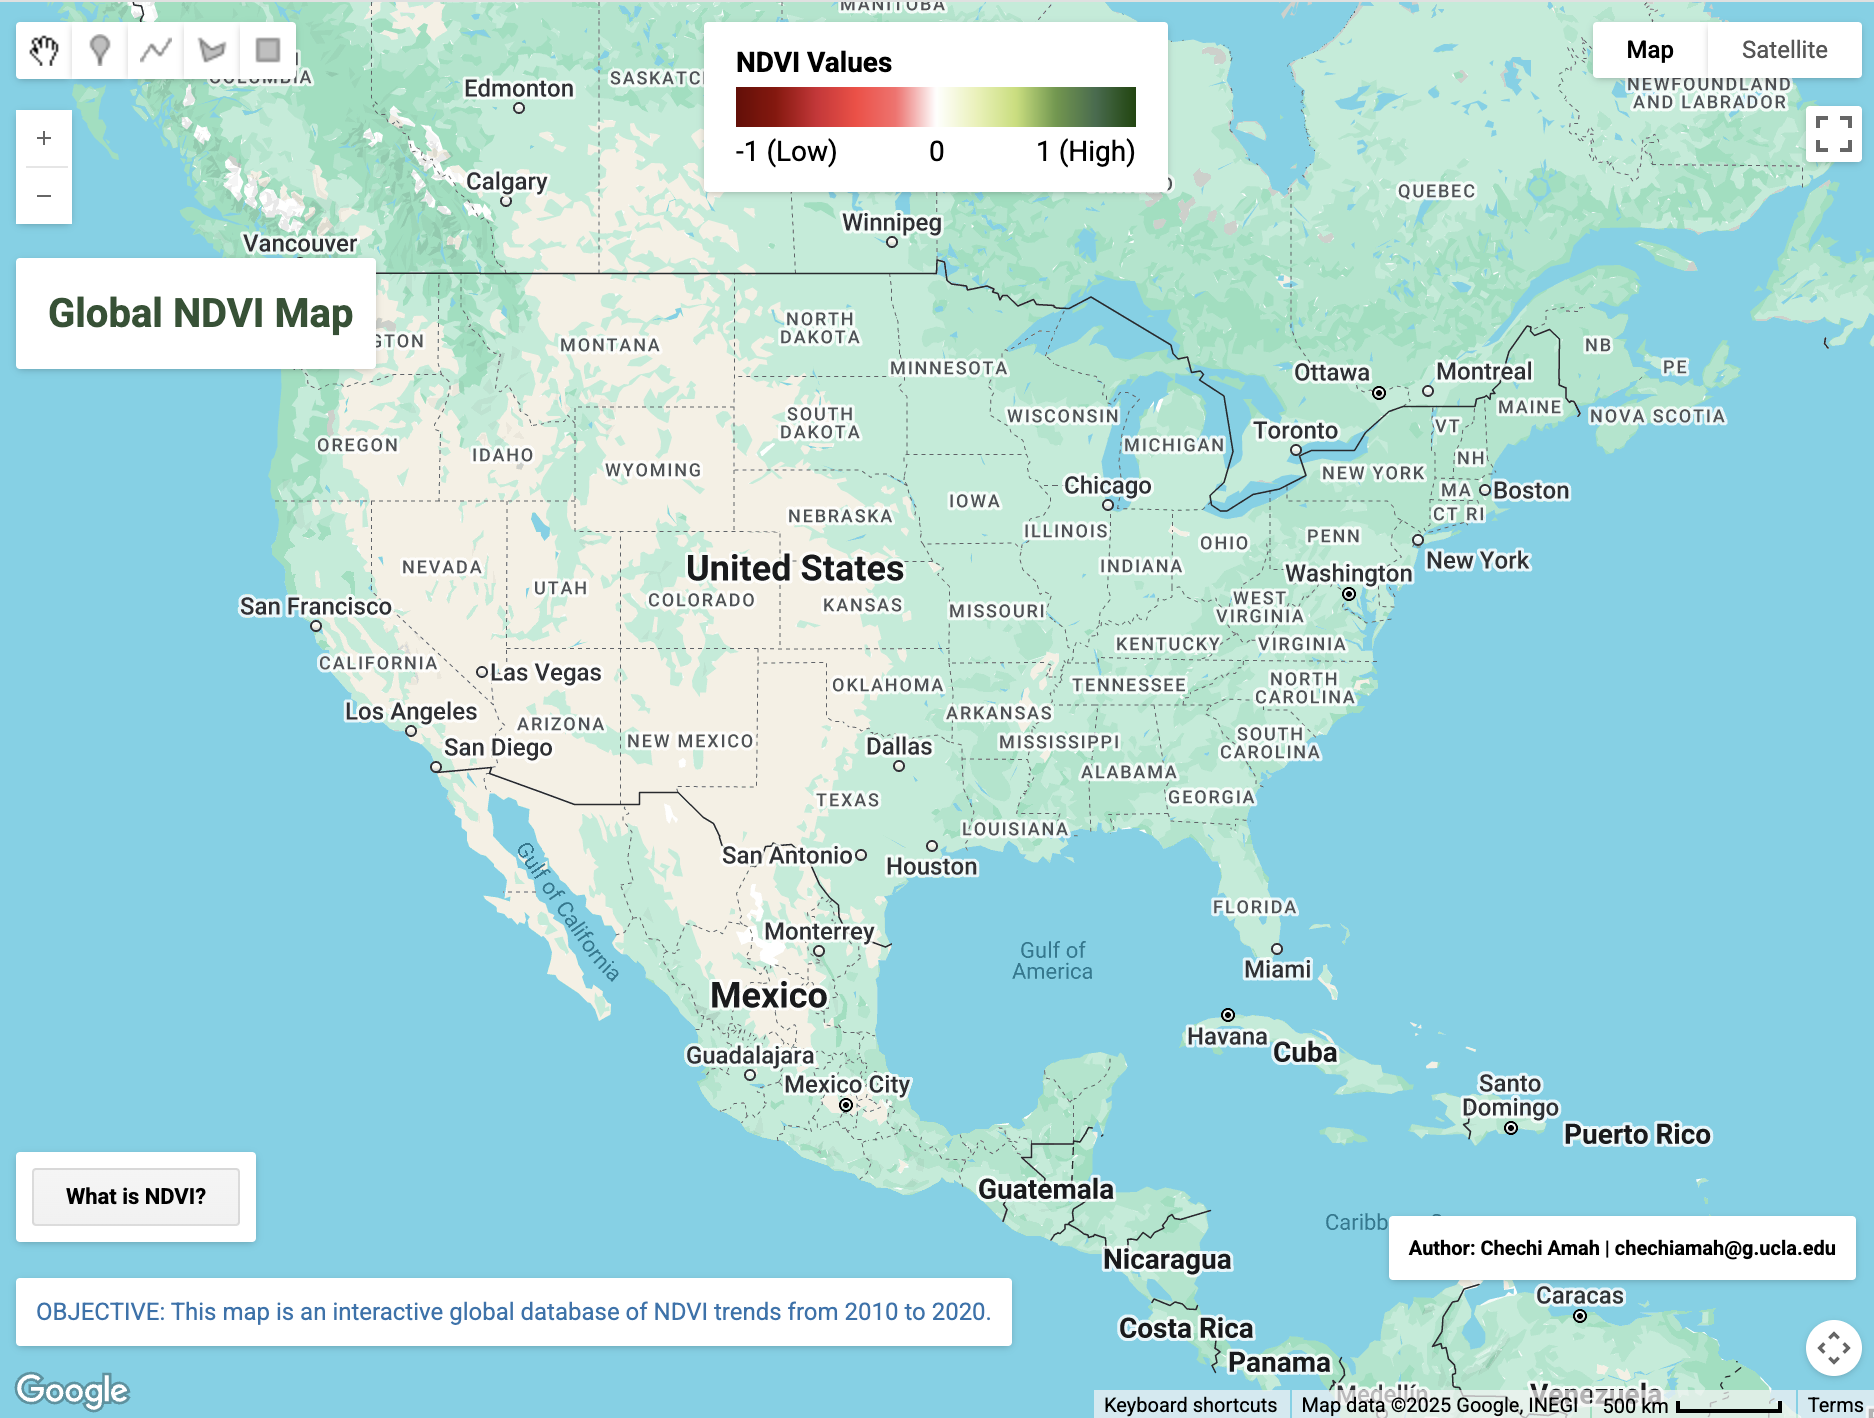 MANITOBA
NDVI Values
-1 (Low) 0 1 (High)
Map Satellite
COLUMBIA
Edmonton
NEWFOUNDLAND
AND LABRADOR
+
−
Calgary
QUEBEC
Winnipeg
Vancouver
Global NDVI Map
NORTH
DAKOTA
MONTANA
MINNESOTA
NB
PE
Ottawa
Montreal
MAINE
NOVA SCOTIA
SOUTH
DAKOTA
WISCONSIN
MICHIGAN
Toronto
VT
OREGON
IDAHO
WYOMING
NH
NEW YORK
Chicago
MA
Boston
IOWA
NEBRASKA
CT RI
ILLINOIS
OHIO
PENN
New York
NEVADA
United States
INDIANA
Washington
UTAH
COLORADO
KANSAS
MISSOURI
WEST
VIRGINIA
San Francisco
KENTUCKY
VIRGINIA
CALIFORNIA
Las Vegas
OKLAHOMA
TENNESSEE
NORTH
CAROLINA
Los Angeles
ARIZONA
NEW MEXICO
ARKANSAS
San Diego
Dallas
MISSISSIPPI
SOUTH
CAROLINA
ALABAMA
TEXAS
GEORGIA
LOUISIANA
San Antonio
Houston
Gulf of California
FLORIDA
Monterrey
Gulf of
America
Miami
Mexico
Havana
Cuba
Guadalajara
Mexico City
Santo
Domingo
Puerto Rico
What is NDVI?
Guatemala
Author: Chechi Amah | chechiamah@g.ucla.edu
Nicaragua
OBJECTIVE: This map is an interactive global database of NDVI trends from 2010 to 2020.
Caracas
Costa Rica
Panama
Google
Medellín
Venezuela
Keyboard shortcuts Map data ©2025 Google, INEGI 500 km Terms